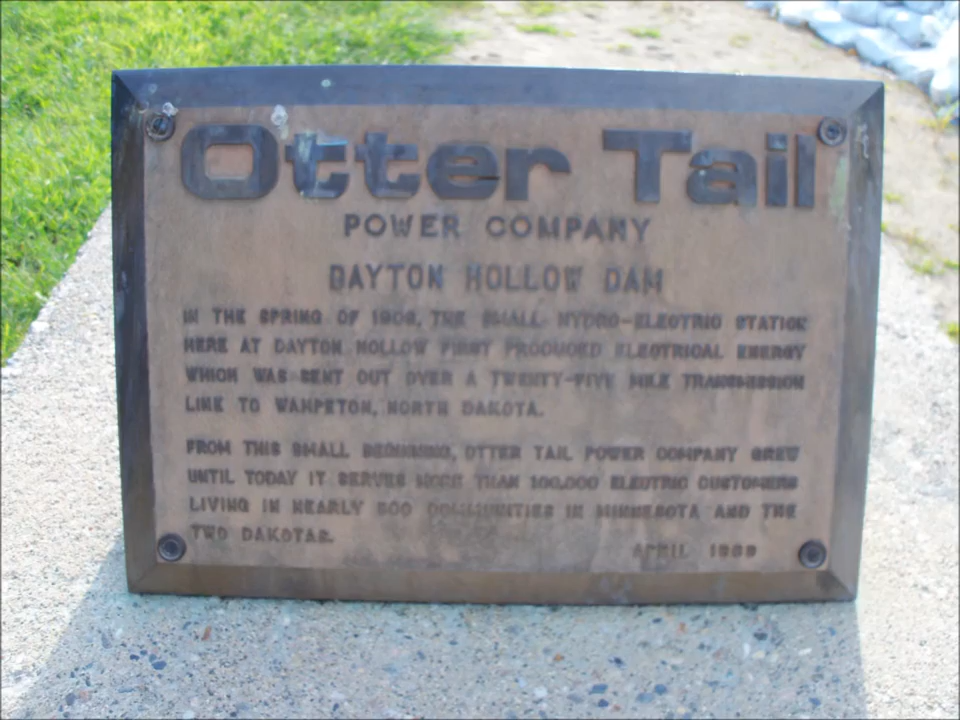 Otter Tail
POWER COMPANY
DAYTON HOLLOW DAM
IN THE SPRING OF 1909, THE SMALL HYDRO-ELECTRIC STATION
HERE AT DAYTON HOLLOW FIRST PRODUCED ELECTRICAL ENERGY
WHICH WAS SENT OUT OVER A TWENTY-FIVE MILE TRANSMISSION
LINE TO WAHPETON, NORTH DAKOTA.
FROM THIS SMALL BEGINNING, OTTER TAIL POWER COMPANY GREW
UNTIL TODAY IT SERVES MORE THAN 100,000 ELECTRIC CUSTOMERS
LIVING IN NEARLY 500 COMMUNITIES IN MINNESOTA AND THE
TWO DAKOTAS.
APRIL